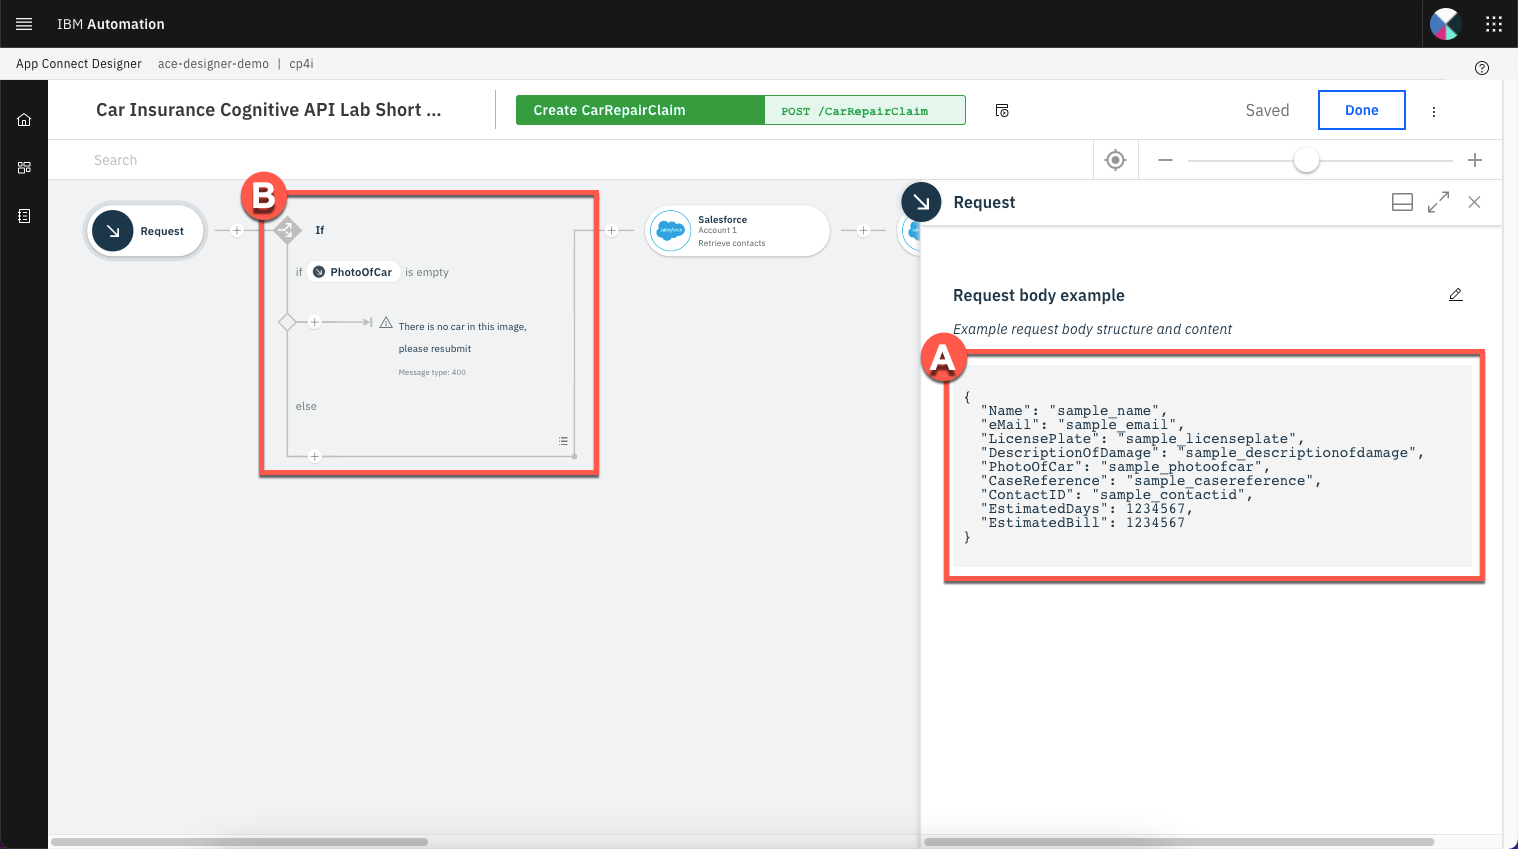 IBM Automation
App Connect Designer ace-designer-demo | cp4i
Car Insurance Cognitive API Lab Short ...
Create CarRepairClaim
POST /CarRepairClaim
Saved
Done
Search
B
Request
If
if PhotoOfCar is empty
There is no car in this image,
please resubmit
Message type: 400
else
salesforce
Salesforce
Account 1
Retrieve contacts
Request
Request body example
Example request body structure and content
A
{
"Name": "sample_name",
"eMail": "sample_email",
"LicensePlate": "sample_licenseplate",
"DescriptionOfDamage": "sample_descriptionofdamage",
"PhotoOfCar": "sample_photoofcar",
"CaseReference": "sample_casereference",
"ContactID": "sample_contactid",
"EstimatedDays": 1234567,
"EstimatedBill": 1234567
}